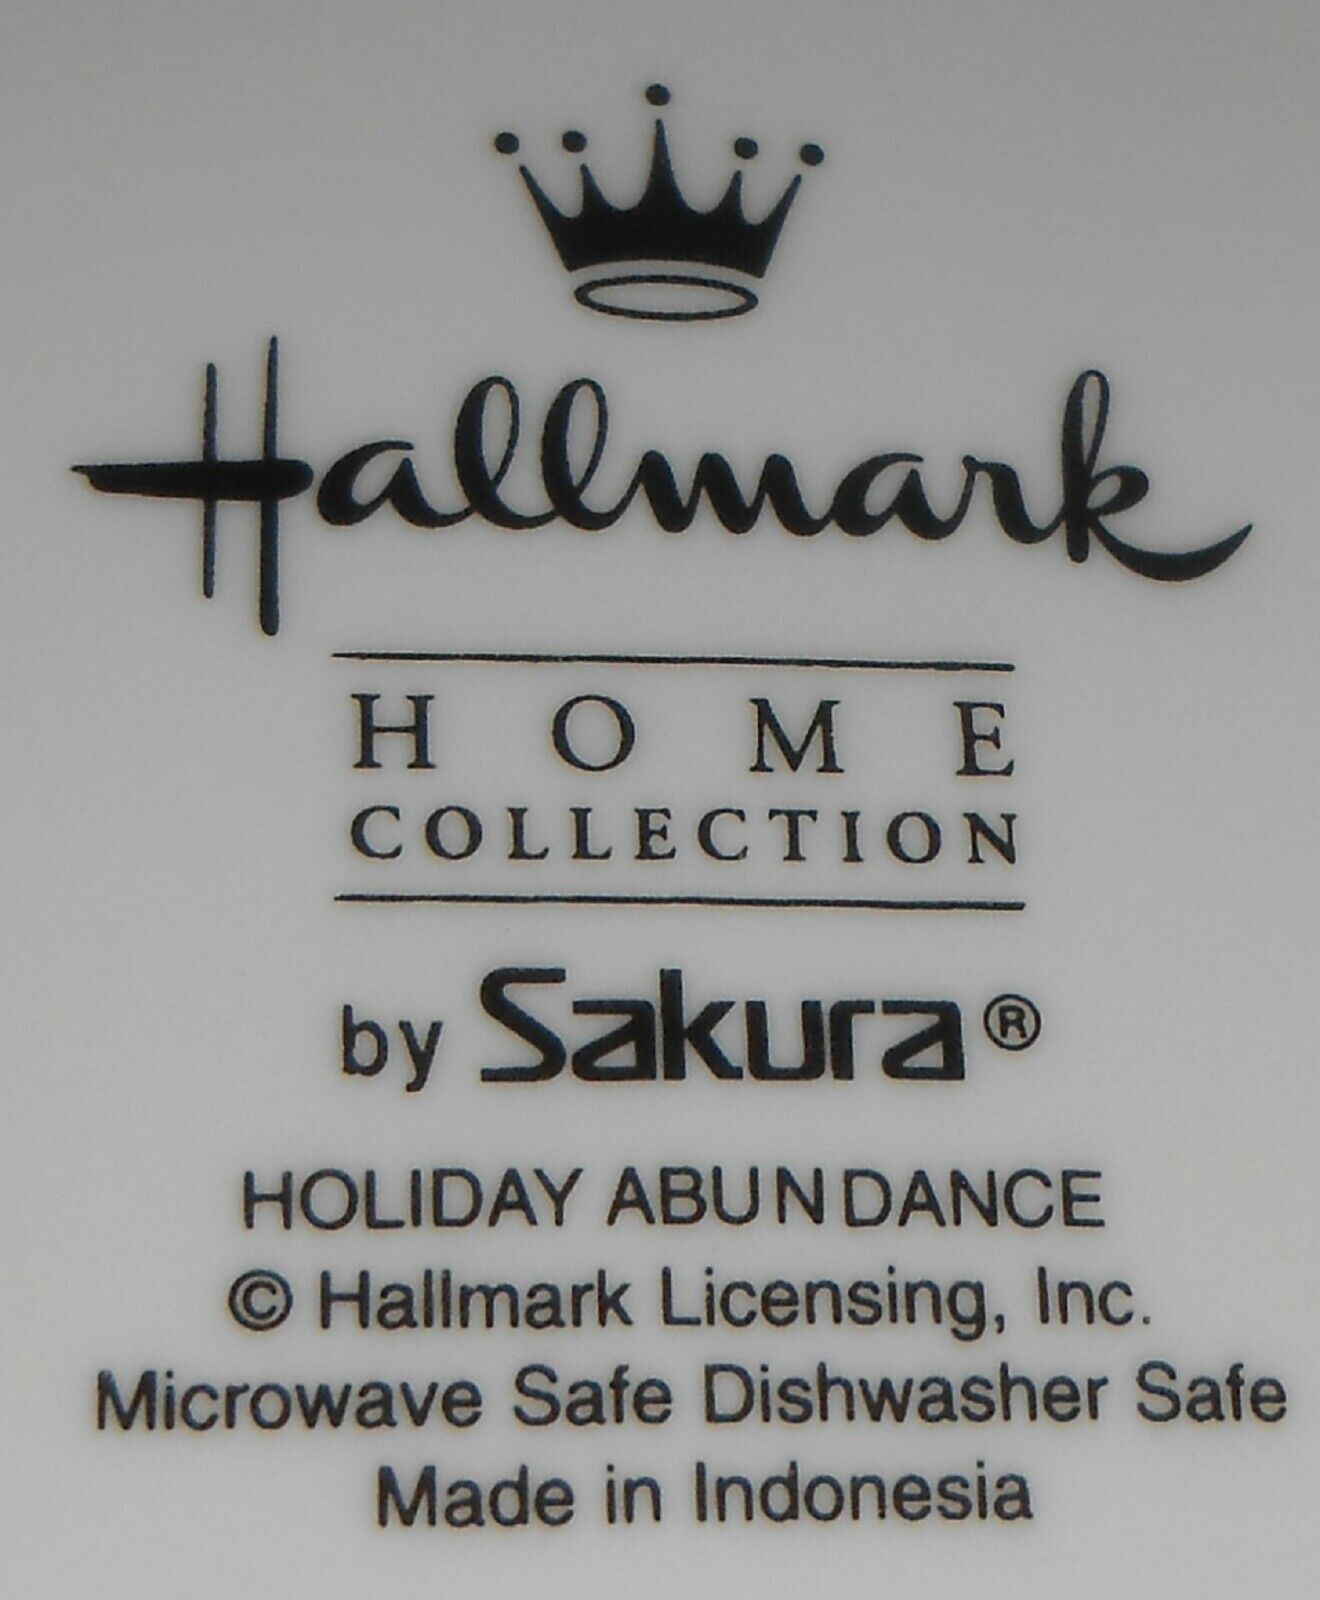 Hallmark
HOME
COLLECTION
by Sakura®
HOLIDAY ABUNDANCE
© Hallmark Licensing, Inc.
Microwave Safe Dishwasher Safe
Made in Indonesia